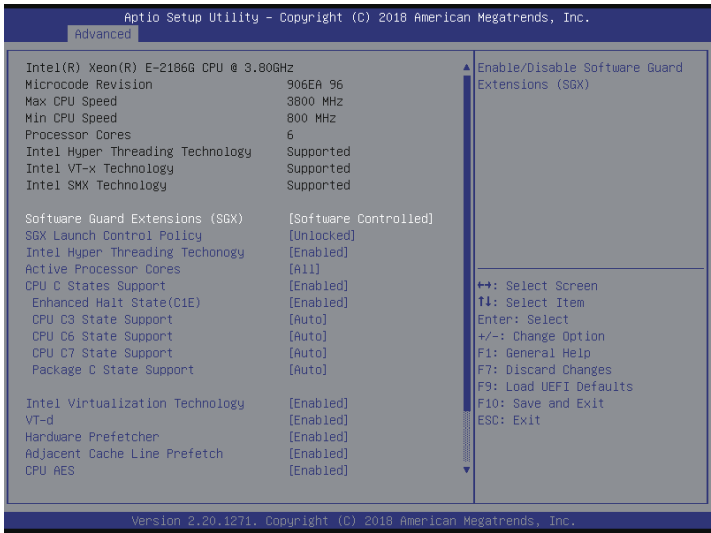 Aptio Setup Utility – Copyright (C) 2018 American Megatrends, Inc.
Advanced
Intel(R) Xeon(R) E-2186G CPU @ 3.80GHz
Microcode Revision 906EA 96
Max CPU Speed 3800 MHz
Min CPU Speed 800 MHz
Processor Cores 6
Intel Hyper Threading Technology Supported
Intel VT-x Technology Supported
Intel SMX Technology Supported
Software Guard Extensions (SGX) [Software Controlled]
SGX Launch Control Policy [Unlocked]
Intel Hyper Threading Techonogy [Enabled]
Active Processor Cores [All]
CPU C States Support [Enabled]
Enhanced Halt State(C1E) [Enabled]
CPU C3 State Support [Auto]
CPU C6 State Support [Auto]
CPU C7 State Support [Auto]
Package C State Support [Auto]
Intel Virtualization Technology [Enabled]
VT-d [Enabled]
Hardware Prefetcher [Enabled]
Adjacent Cache Line Prefetch [Enabled]
CPU AES [Enabled]
Enable/Disable Software Guard
Extensions (SGX)
↔: Select Screen
↑↓: Select Item
Enter: Select
+/-: Change Option
F1: General Help
F7: Discard Changes
F9: Load UEFI Defaults
F10: Save and Exit
ESC: Exit
Version 2.20.1271. Copyright (C) 2018 American Megatrends, Inc.